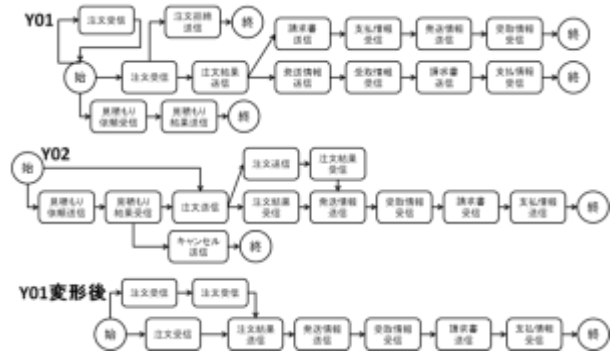 Y01
注文受信
注文拒絶
送信
請求書
送信
支払情報
受信
発送情報
送信
受取情報
受信
終
始
注文受信
注文結果
送信
発送情報
送信
受取情報
受信
請求書
送信
支払情報
受信
終
見積もり
依頼受信
見積もり
結果送信
終
Y02
始
注文送信
注文結果
受信
見積もり
依頼送信
見積もり
結果受信
注文送信
注文結果
受信
発送情報
送信
受取情報
受信
請求書
受信
支払情報
送信
終
キャンセル
送信
終
Y01変形後
注文受信
注文受信
始
注文受信
注文結果
送信
発送情報
送信
受取情報
受信
請求書
送信
支払情報
受信
終